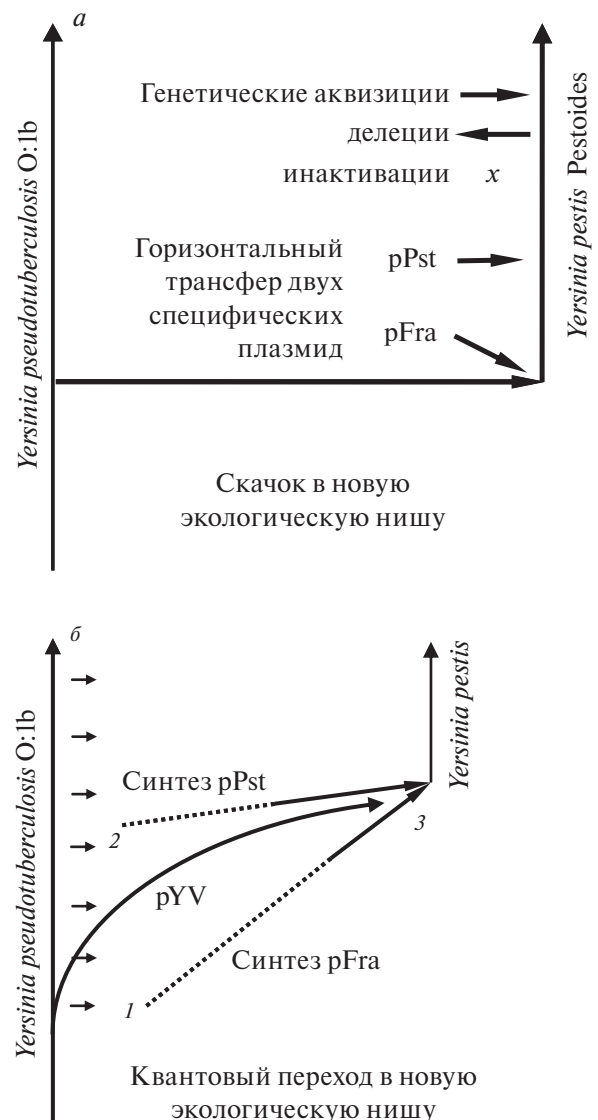 а
Yersinia pseudotuberculosis O:1b
Генетические аквизиции
делеции
инактивации x
Горизонтальный
трансфер двух
специфических
плазмид
pPst
pFra
Yersinia pestis Pestoides
Скачок в новую
экологическую нишу
б
Yersinia pseudotuberculosis O:1b
Yersinia pestis
Синтез pPst
2
3
pYV
Синтез pFra
1
Квантовый переход в новую
экологическую нишу